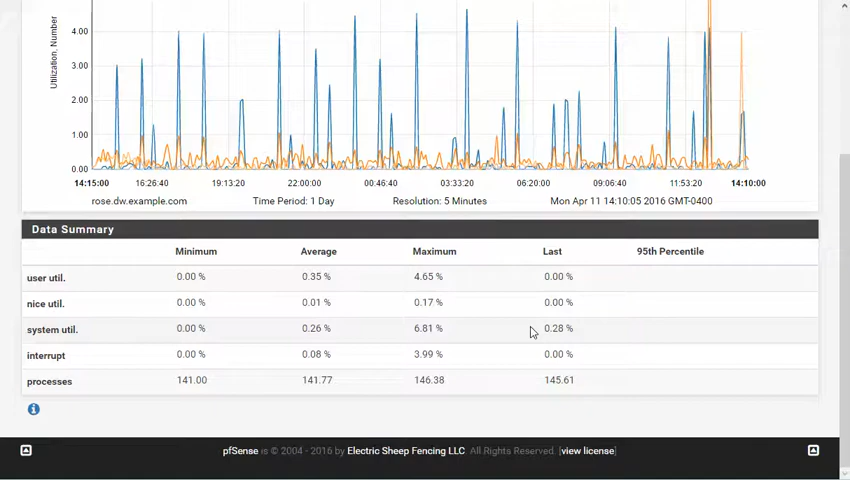 Utilization, Number
4.00
3.00
2.00
1.00
0.00
14:15:00 16:26:40 19:13:20 22:00:00 00:46:40 03:33:20 06:20:00 09:06:40 11:53:20 14:10:00
rose.dw.example.com Time Period: 1 Day Resolution: 5 Minutes Mon Apr 11 14:10:05 2016 GMT-0400
Data Summary
Minimum Average Maximum Last 95th Percentile
user util. 0.00 % 0.35 % 4.65 % 0.00 %
nice util. 0.00 % 0.01 % 0.17 % 0.00 %
system util. 0.00 % 0.26 % 6.81 % 0.28 %
interrupt 0.00 % 0.08 % 3.99 % 0.00 %
processes 141.00 141.77 146.38 145.61
pfSense is © 2004 - 2016 by Electric Sheep Fencing LLC. All Rights Reserved. [view license]